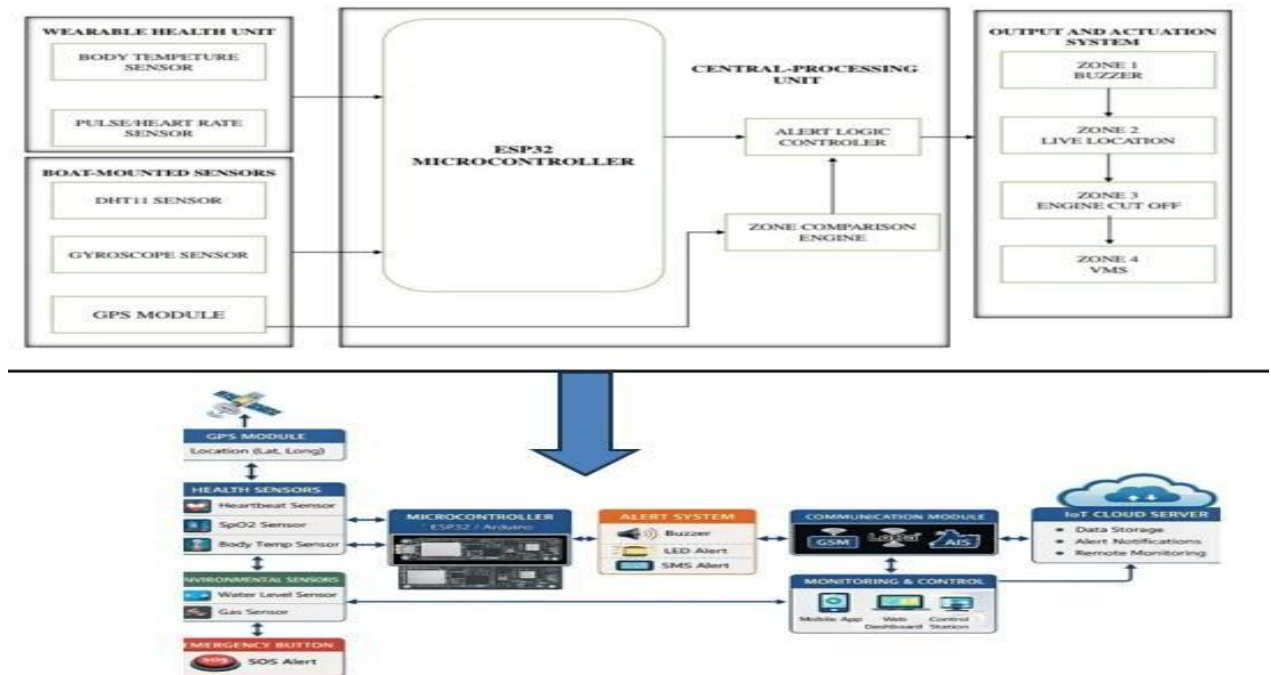 WEARABLE HEALTH UNIT
BODY TEMPETURE
SENSOR
PULSE/HEART RATE
SENSOR
BOAT-MOUNTED SENSORS
DHT11 SENSOR
GYROSCOPE SENSOR
GPS MODULE
ESP32
MICROCONTROLLER
CENTRAL-PROCESSING
UNIT
ALERT LOGIC
CONTROLER
ZONE COMPARISON
ENGINE
OUTPUT AND ACTUATION
SYSTEM
ZONE 1
BUZZER
ZONE 2
LIVE LOCATION
ZONE 3
ENGINE CUT OFF
ZONE 4
VMS
GPS MODULE
Location (Lat, Long)
HEALTH SENSORS
Heartbeat Sensor
SpO2 Sensor
Body Temp Sensor
NVIRONMENTAL SENSORS
Water Level Sensor
Gas Sensor
EMERGENCY BUTTON
SOS
SOS Alert
MICROCONTROLLER
ESP32 / Arduino
ALERT SYSTEM
Buzzer
LED Alert
SMS Alert
COMMUNICATION MODULE
GSM
LoRa
AIS
MONITORING & CONTROL
Mobile App
Web
Dashboard
Control
Station
IoT CLOUD SERVER
• Data Storage
• Alert Notifications
• Remote Monitoring